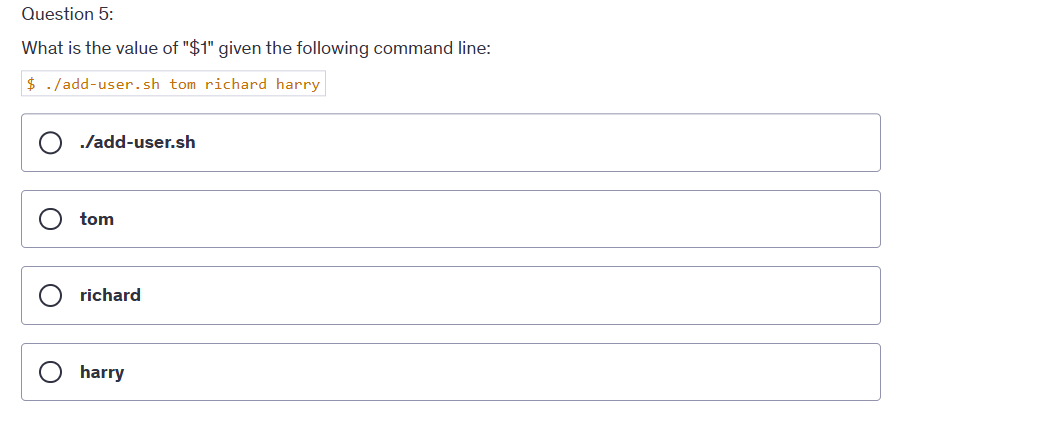 Question 5:
What is the value of "$1" given the following command line:
$ ./add-user.sh tom richard harry
./add-user.sh
tom
richard
harry